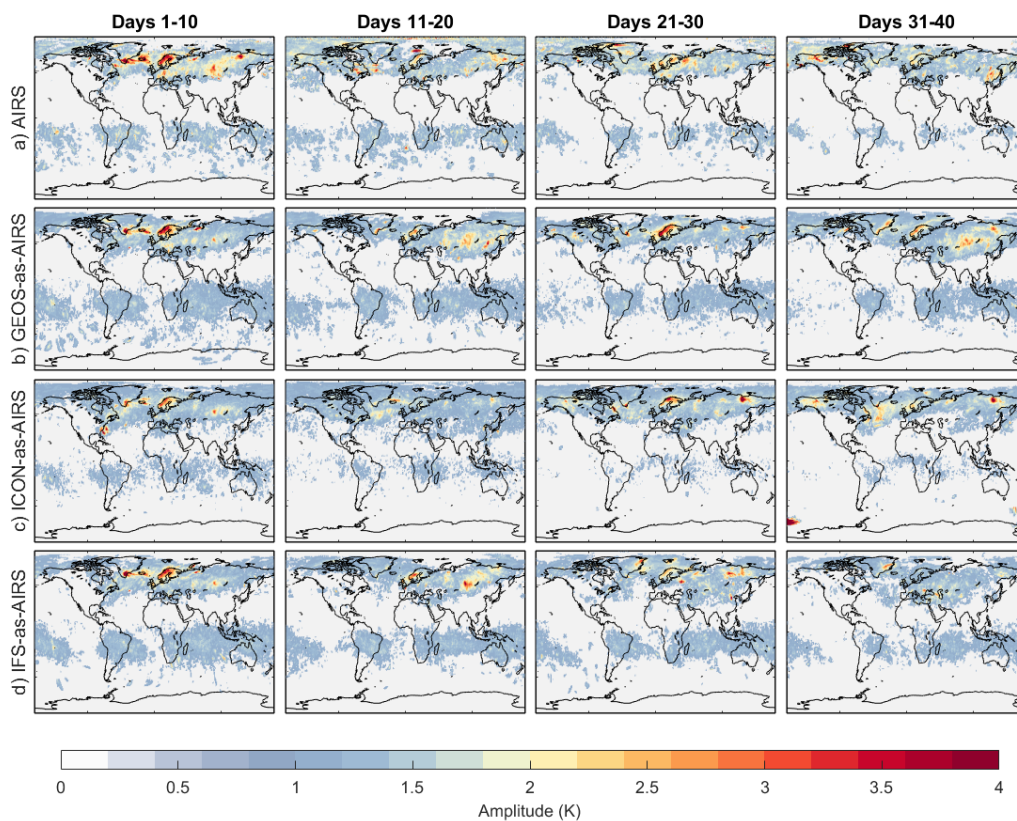 Days 1-10 Days 11-20 Days 21-30 Days 31-40
a) AIRS
b) GEOS-as-AIRS
c) ICON-as-AIRS
d) IFS-as-AIRS
0 0.5 1 1.5 2 2.5 3 3.5 4
Amplitude (K)